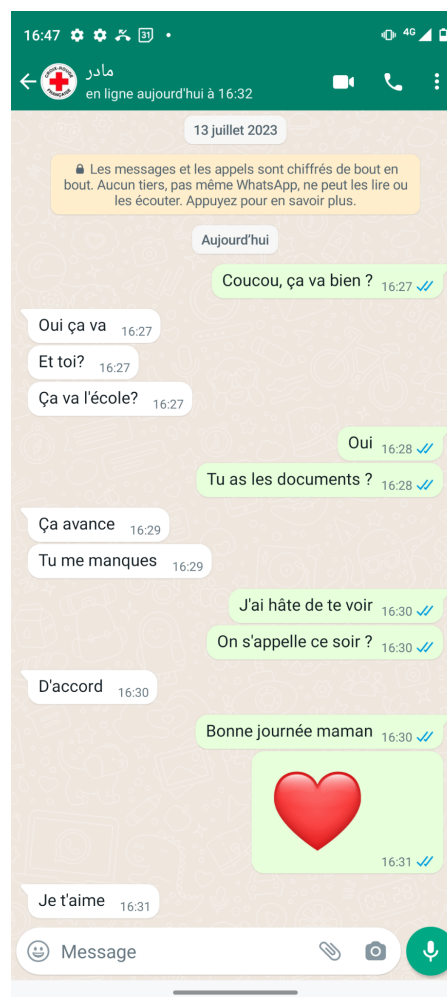 16:47
31
4G
CROIX-ROUGE FRANÇAISE
مادر
en ligne aujourd'hui à 16:32
13 juillet 2023
Les messages et les appels sont chiffrés de bout en
bout. Aucun tiers, pas même WhatsApp, ne peut les lire ou
les écouter. Appuyez pour en savoir plus.
Aujourd'hui
Coucou, ça va bien ? 16:27
Oui ça va 16:27
Et toi? 16:27
Ça va l'école? 16:27
Oui 16:28
Tu as les documents ? 16:28
Ça avance 16:29
Tu me manques 16:29
J'ai hâte de te voir 16:30
On s'appelle ce soir ? 16:30
D'accord 16:30
Bonne journée maman 16:30
16:31
Je t'aime 16:31
Message